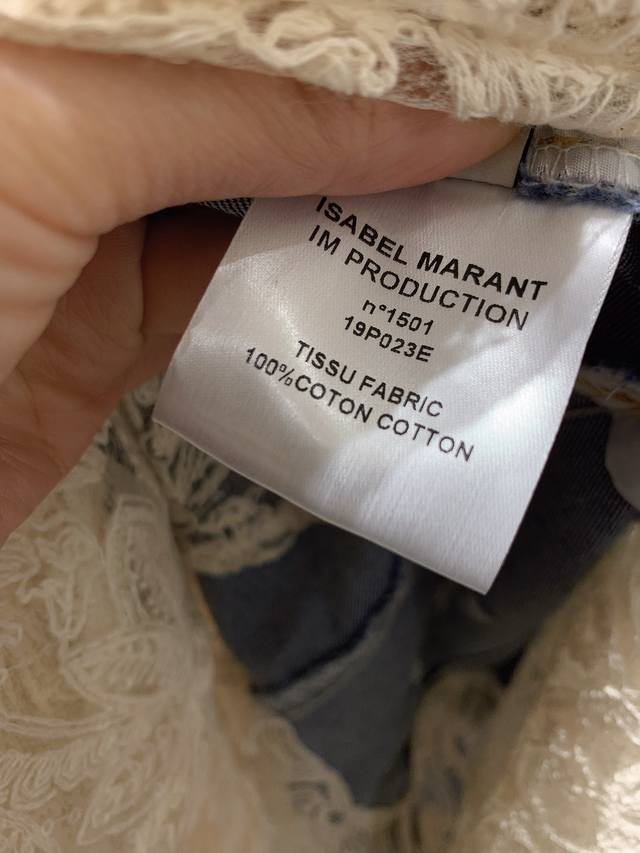 ISABEL MARANT
IM PRODUCTION
n°1501
19P023E
TISSU FABRIC
100%COTON COTTON